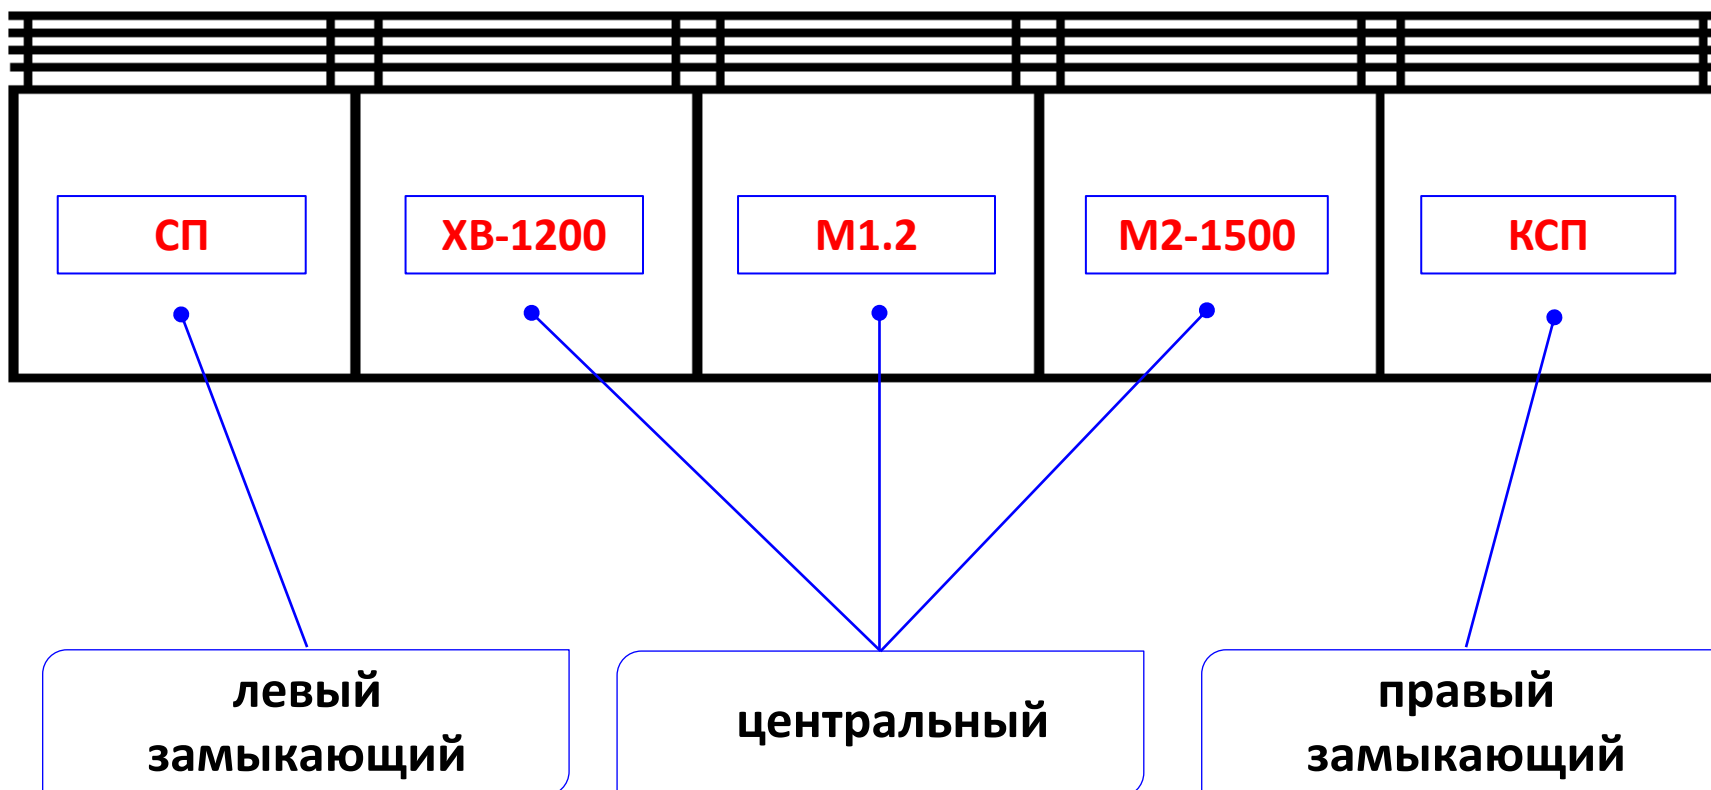 СП
ХВ-1200
М1.2
М2-1500
КСП
левый
замыкающий
центральный
правый
замыкающий